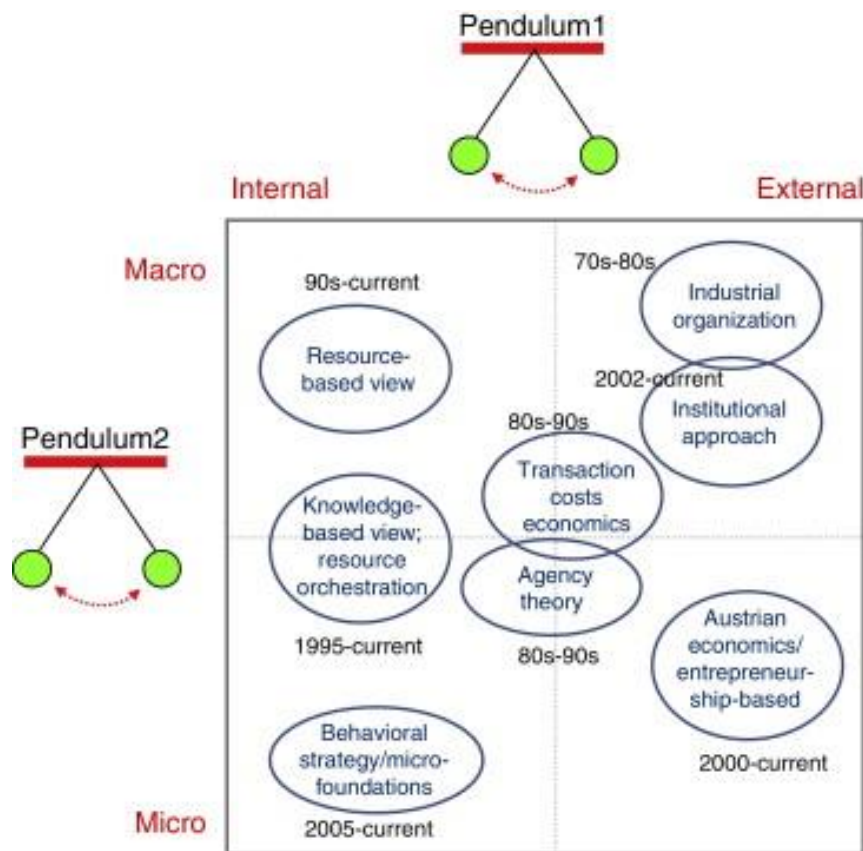 Pendulum1
Internal
External
Macro
70s-80s
Industrial
organization
90s-current
Resource-
based view
2002-current
Institutional
approach
80s-90s
Pendulum2
Transaction
costs
economics
Knowledge-
based view;
resource
orchestration
Agency
theory
Austrian
economics/
entrepreneur-
ship-based
1995-current
80s-90s
Behavioral
strategy/micro-
foundations
2000-current
Micro
2005-current